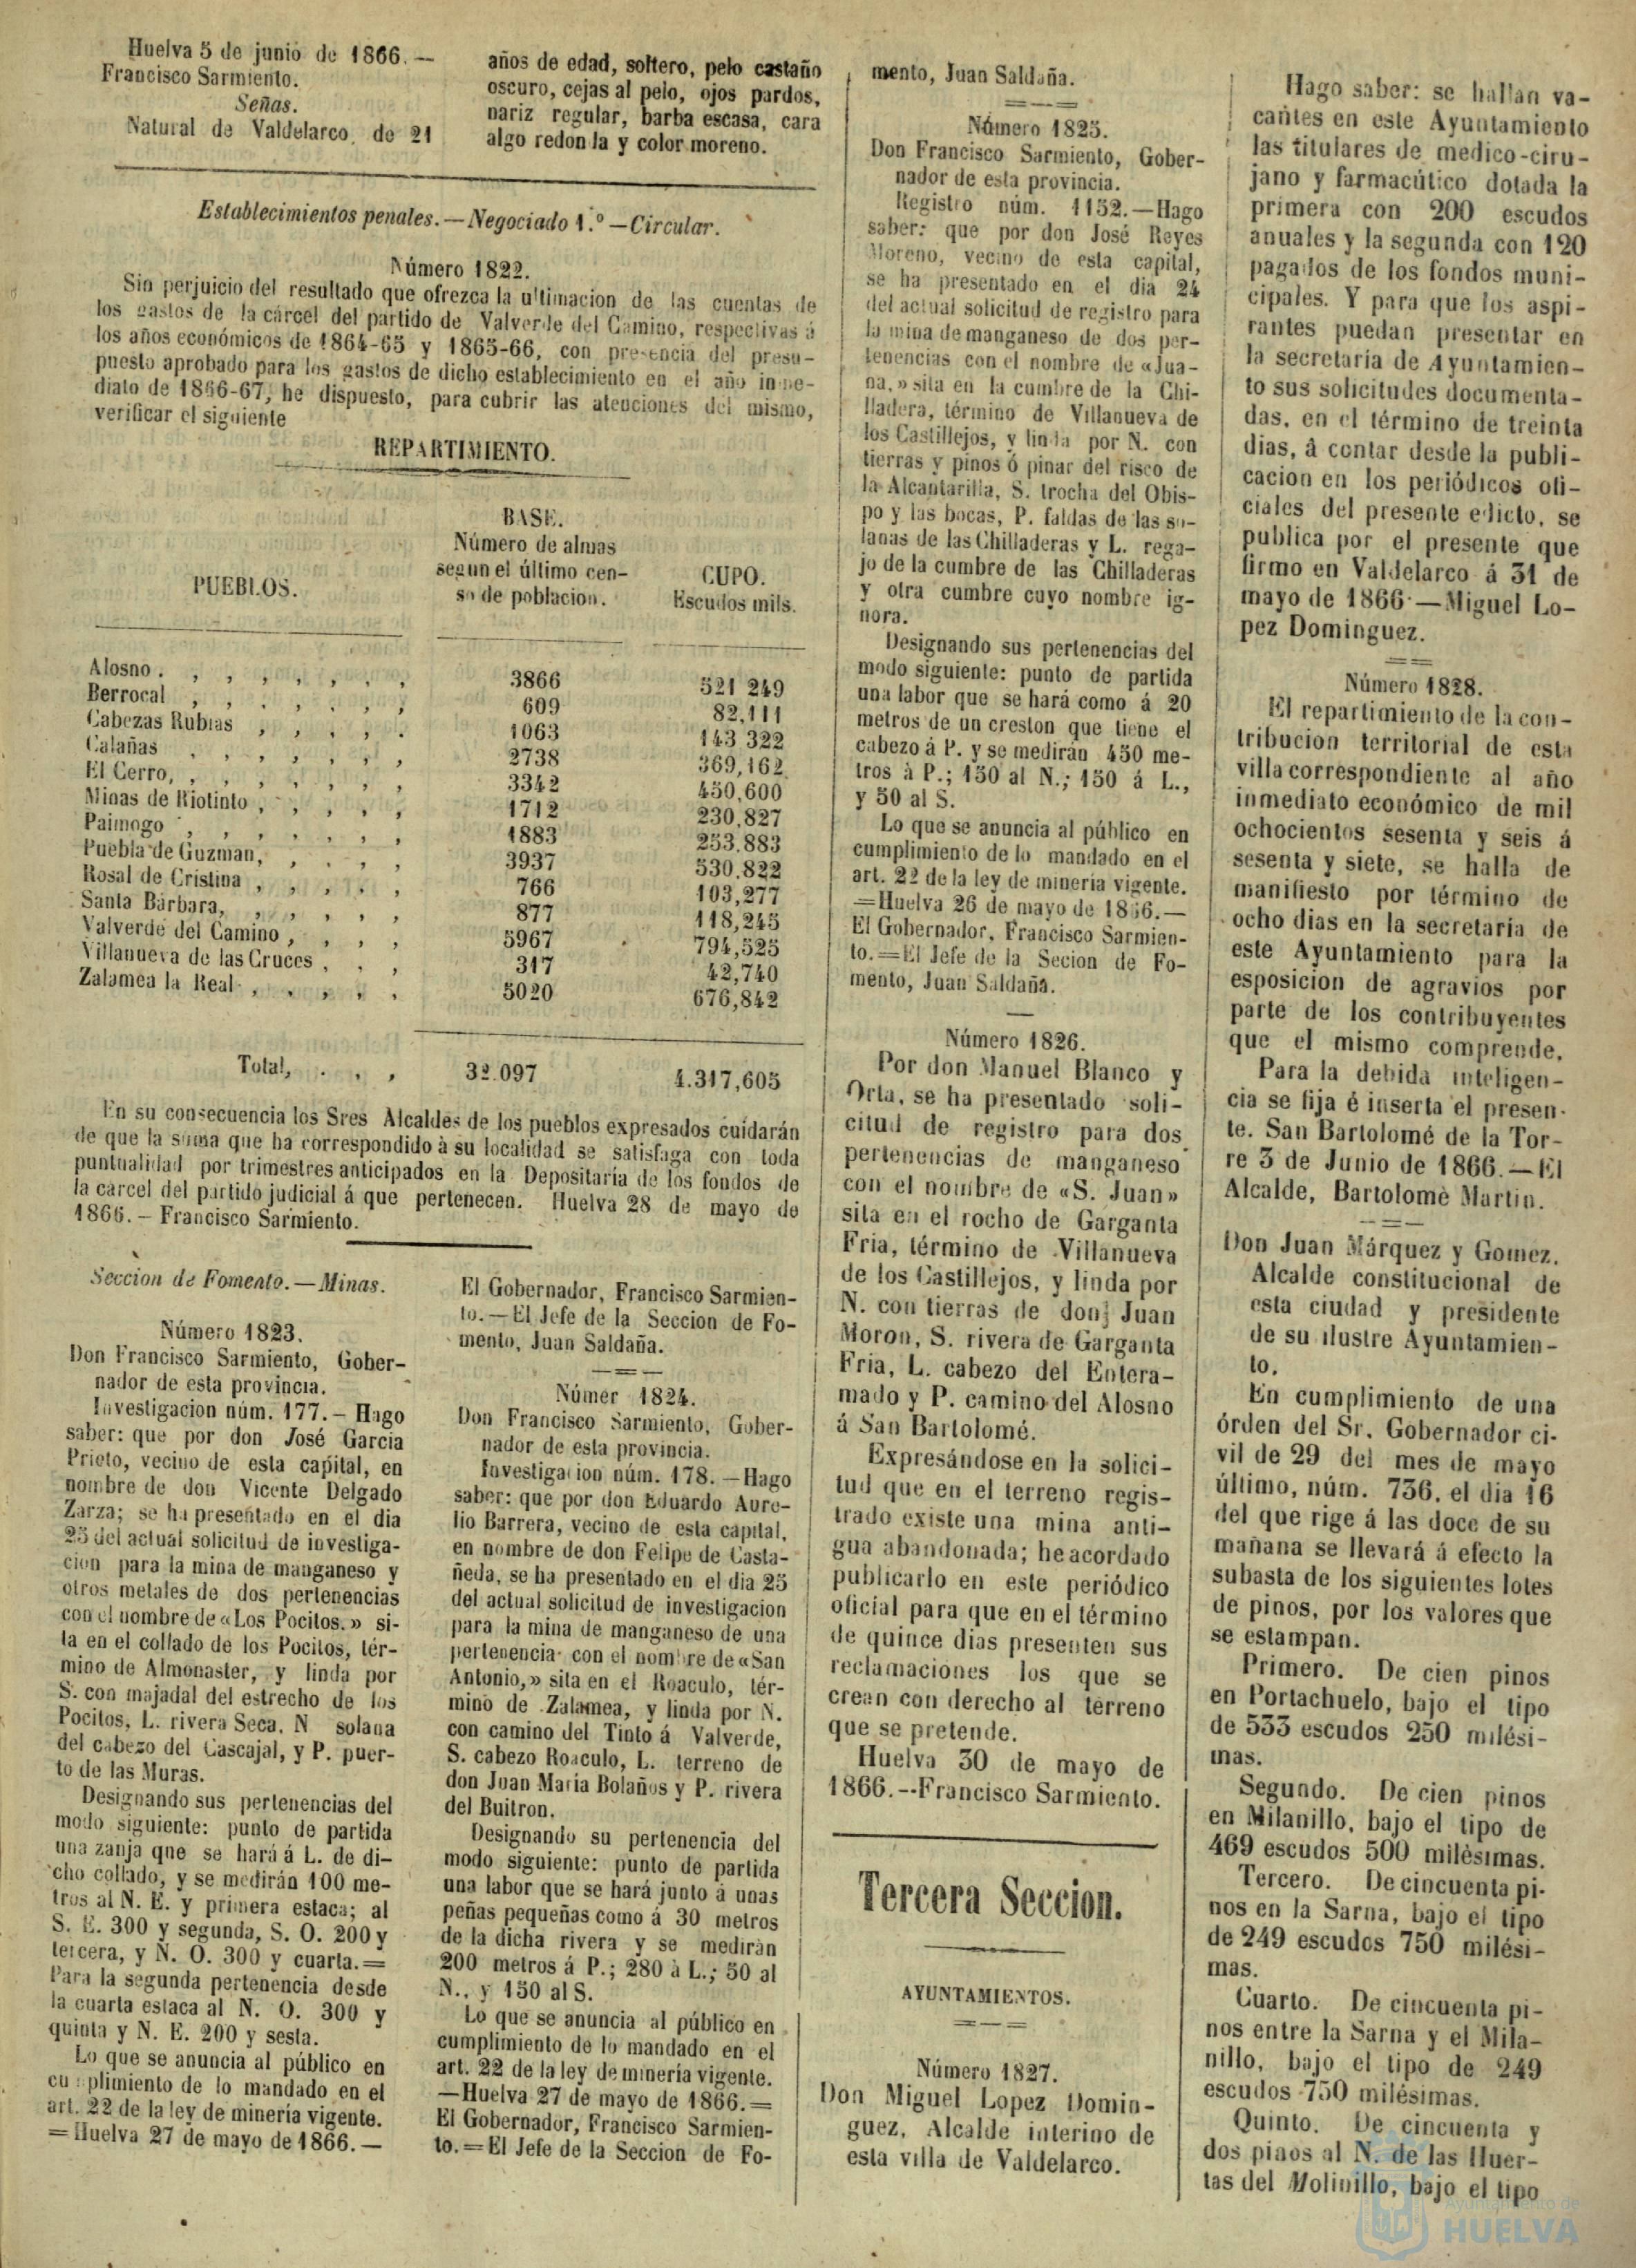 Huelva 5 de junio de 1866. —
Francisco Sarmiento.
Señas.
Natural de Valdelarco, de 21
años de edad, soltero, pelo castaño
oscuro, cejas al pelo, ojos pardos,
nariz regular, barba escasa, cara
algo redonda y color moreno.
Establecimientos penales.—Negociado 1.º—Circular.
Número 1822.
Sin perjuicio del resultado que ofrezca la ultimacion de las cuentas de
los gastos de la cárcel del partido de Valverde del Camino, respectivas á
los años económicos de 1864-65 y 1865-66, con presencia del presu-
puesto aprobado para los gastos de dicho establecimiento en el año inme-
diato de 1866-67, he dispuesto, para cubrir las atenciones del mismo,
verificar el siguiente
REPARTIMIENTO.
PUEBLOS.
BASE.
Número de almas
segun el último cen-
so de poblacion.
CUPO.
Escudos mils.
Alosno . , , , , , , , 3866 521 249
Berrocal , , , , , , , 609 82,111
Cabezas Rubias , , , , . 1063 143 322
Calañas , , , , , , , 2738 369,162
El Cerro, , , , , , , , 3342 450,600
Minas de Riotinto , , , , , 1712 230,827
Paimogo , , , , , , , 1883 253.883
Puebla de Guzman, , , , , 3937 530.822
Rosal de Cristina , , , , , 766 103,277
Santa Bárbara, , , , , , 877 118,245
Valverde del Camino , , , , 5967 794,525
Villanueva de las Cruces , , , 317 42,740
Zalamea la Real , , , , , 5020 676,842
Total, . , , 32.097 4.317,605
En su consecuencia los Sres Alcaldes de los pueblos expresados cuidarán
de que la suma que ha correspondido à su localidad se satisfaga con toda
puntualidad por trimestres anticipados en la Depositaría de los fondos de
la cárcel del partido judicial á que pertenecen. Huelva 28 de mayo de
1866. – Francisco Sarmiento.
Seccion de Fomento.—Minas.
Número 1823.
Don Francisco Sarmiento, Gober-
nador de esta provincia.
Investigacion núm. 177.– Hago
saber: que por don José Garcia
Prieto, vecino de esta capital, en
nombre de don Vicente Delgado
Zarza; se ha presentado en el dia
25 del actual solicitud de investiga-
cion para la mina de manganeso y
otros metales de dos pertenencias
con el nombre de «Los Pocitos.» si-
ta en el collado de los Pocitos, tér-
mino de Almonaster, y linda por
S. con majadal del estrecho de los
Pocitos, L. rivera Seca, N solana
del cabezo del Cascajal, y P. puer-
to de las Muras.
Designando sus pertenencias del
modo siguiente: punto de partida
una zanja que se hará á L. de di-
cho collado, y se medirán 100 me-
tros al N. E. y primera estaca; al
S. E. 300 y segunda, S. O. 200 y
tercera, y N. O. 300 y cuarta.=
Para la segunda pertenencia desde
la cuarta estaca al N. O. 300 y
quinta y N. E. 200 y sesta.
Lo que se anuncia al público en
cumplimiento de lo mandado en el
art. 22 de la ley de minería vigente.
=Huelva 27 de mayo de 1866.—
El Gobernador, Francisco Sarmien-
to.—El Jefe de la Seccion de Fo-
mento, Juan Saldaña.
Númer 1824.
Don Francisco Sarmiento, Gober-
nador de esta provincia.
Investigacion núm. 178. —Hago
saber: que por don Eduardo Aure-
lio Barrera, vecino de esta capital,
en nombre de don Felipe de Casta-
ñeda, se ha presentado en el dia 25
del actual solicitud de investigacion
para la mina de manganeso de una
pertenencia con el nombre de «San
Antonio,» sita en el Roaculo, tér-
mino de Zalamea, y linda por N.
con camino del Tinto á Valverde,
S. cabezo Roaculo, L. terreno de
don Juan María Bolaños y P. rivera
del Buitron.
Designando su pertenencia del
modo siguiente: punto de partida
una labor que se hará junto á unas
peñas pequeñas como á 30 metros
de la dicha rivera y se medirán
200 metros á P.; 280 à L.; 50 al
N., y 150 al S.
Lo que se anuncia al público en
cumplimiento de lo mandado en el
art. 22 de la ley de minería vigente.
—Huelva 27 de mayo de 1866.=
El Gobernador, Francisco Sarmien-
to.=El Jefe de la Seccion de Fo-
mento, Juan Saldaña.
Número 1825.
Don Francisco Sarmiento, Gober-
nador de esta provincia.
Registro núm. 1152.—Hago
saber: que por don José Reyes
Moreno, vecino de esta capital,
se ha presentado en el dia 24
del actual solicitud de registro para
la mina de manganeso de dos per-
tenencias con el nombre de «Jua-
na,» sita en la cumbre de la Chi-
lladera, término de Villanueva de
los Castillejos, y linda por N. con
tierras y pinos ó pinar del risco de
la Alcantarilla, S. trocha del Obis-
po y las bocas, P. faldas de las so-
lanas de las Chilladeras y L. rega-
jo de la cumbre de las Chilladeras
y otra cumbre cuyo nombre ig-
nora.
Designando sus pertenencias del
modo siguiente: punto de partida
una labor que se hará como á 20
metros de un creston que tiene el
cabezo á P. y se medirán 450 me-
tros à P.; 150 al N.; 150 á L.,
y 50 al S.
Lo que se anuncia al público en
cumplimiento de lo mandado en el
art. 22 de la ley de minería vigente.
=Huelva 26 de mayo de 1866.—
El Gobernador, Francisco Sarmien-
to.=El Jefe de la Secion de Fo-
mento, Juan Saldaña.
Número 1826.
Por don Manuel Blanco y
Orta, se ha presentado soli-
citud de registro para dos
pertenencias de manganeso
con el nombre de «S. Juan»
sita en el rocho de Garganta
Fria, término de Villanueva
de los Castillejos, y linda por
N. con tierras de don Juan
Moron, S. rivera de Garganta
Fria, L. cabezo del Entera-
mado y P. camino del Alosno
á San Bartolomé.
Expresándose en la solici-
tud que en el terreno regis-
trado existe una mina anti-
gua abandonada; he acordado
publicarlo en este periódico
oficial para que en el término
de quince dias presenten sus
reclamaciones los que se
crean con derecho al terreno
que se pretende.
Huelva 30 de mayo de
1866.--Francisco Sarmiento.
Tercera Seccion.
AYUNTAMIENTOS.
Número 1827.
Don Miguel Lopez Domin-
guez, Alcalde interino de
esta villa de Valdelarco.
Hago saber: se hallan va-
cantes en este Ayuntamiento
las titulares de medico-ciru-
jano y farmacútico dotada la
primera con 200 escudos
anuales y la segunda con 120
pagados de los fondos muni-
cipales. Y para que los aspi-
rantes puedan presentar en
la secretaría de Ayuntamien-
to sus solicitudes documenta-
das, en el término de treinta
dias, á contar desde la publi-
cacion en los periódicos ofi-
ciales del presente edicto, se
publica por el presente que
firmo en Valdelarco á 31 de
mayo de 1866—Miguel Lo-
pez Dominguez.
Número 1828.
El repartimiento de la con-
tribucion territorial de esta
villa correspondiente al año
inmediato económico de mil
ochocientos sesenta y seis á
sesenta y siete, se halla de
manifiesto por término de
ocho dias en la secretaría de
este Ayuntamiento para la
esposicion de agravios por
parte de los contribuyentes
que el mismo comprende.
Para la debida inteligen-
cia se fija é inserta el presen-
te. San Bartolomé de la Tor-
re 3 de Junio de 1866.—El
Alcalde, Bartolomè Martin.
Don Juan Márquez y Gomez.
Alcalde constitucional de
esta ciudad y presidente
de su ilustre Ayuntamien-
to.
En cumplimiento de una
órden del Sr. Gobernador ci-
vil de 29 del mes de mayo
último, núm. 736, el dia 16
del que rige á las doce de su
mañana se llevará á efecto la
subasta de los siguientes lotes
de pinos, por los valores que
se estampan.
Primero. De cien pinos
en Portachuelo, bajo el tipo
de 533 escudos 250 milési-
mas.
Segundo. De cien pinos
en Milanillo, bajo el tipo de
469 escudos 500 milésimas.
Tercero. De cincuenta pi-
nos en la Sarna, bajo el tipo
de 249 escudos 750 milési-
mas.
Cuarto. De cincuenta pi-
nos entre la Sarna y el Mila-
nillo, bajo el tipo de 249
escudos 750 milésimas.
Quinto. De cincuenta y
dos pinos al N. de las Huer-
tas del Molinillo, bajo el tipo
Ayuntamiento de
HUELVA